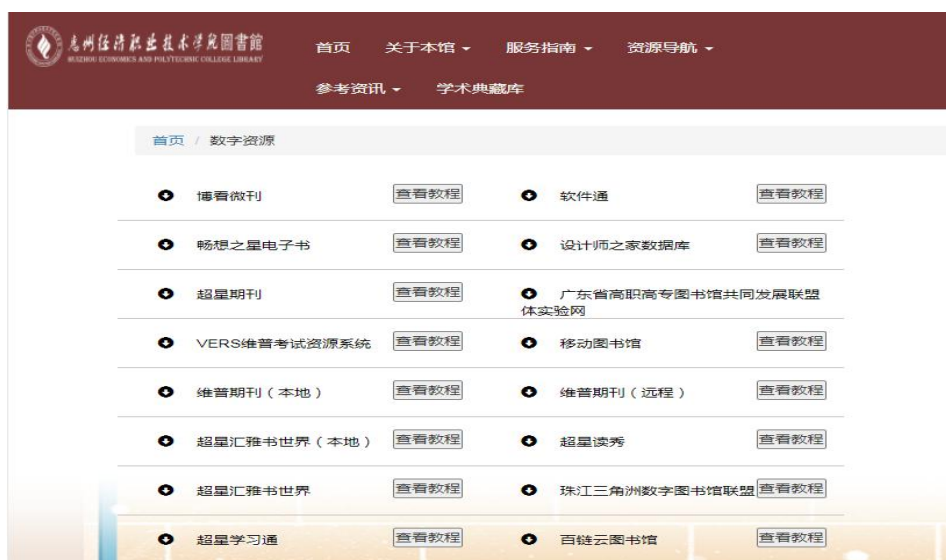 惠州经济职业技术学院圖書館
HUIZHOU ECONOMICS AND POLYTECHNIC COLLEGE LIBRARY
首页 关于本馆 服务指南 资源导航
参考资讯 学术典藏库
首页 / 数字资源
博看微刊 查看教程 软件通 查看教程
畅想之星电子书 查看教程 设计师之家数据库 查看教程
超星期刊 查看教程 广东省高职高专图书馆共同发展联盟
体实验网
VERS维普考试资源系统 查看教程 移动图书馆 查看教程
维普期刊（本地） 查看教程 维普期刊（远程） 查看教程
超星汇雅书世界（本地） 查看教程 超星读秀 查看教程
超星汇雅书世界 查看教程 珠江三角洲数字图书馆联盟 查看教程
超星学习通 查看教程 百链云图书馆 查看教程